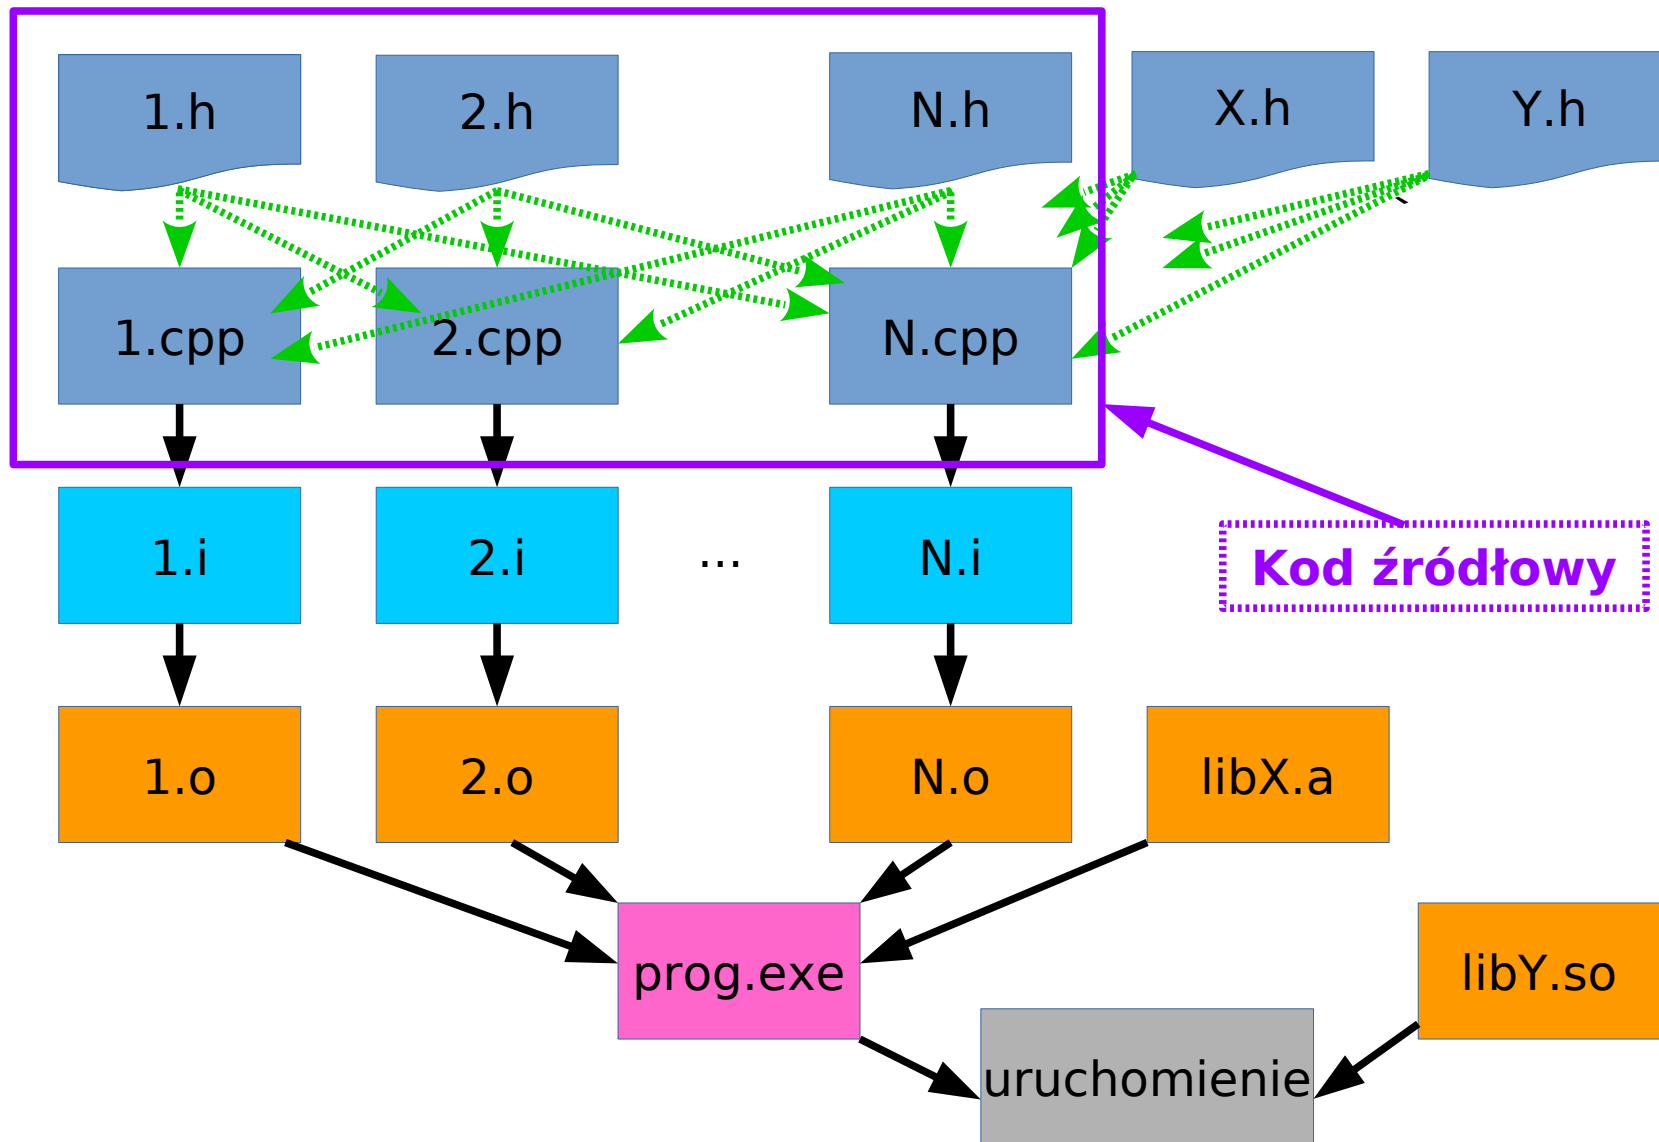 1.h
2.h
N.h
X.h
Y.h
1.cpp
2.cpp
N.cpp
1.i
2.i
...
N.i
Kod źródłowy
1.o
2.o
N.o
libX.a
prog.exe
libY.so
uruchomienie